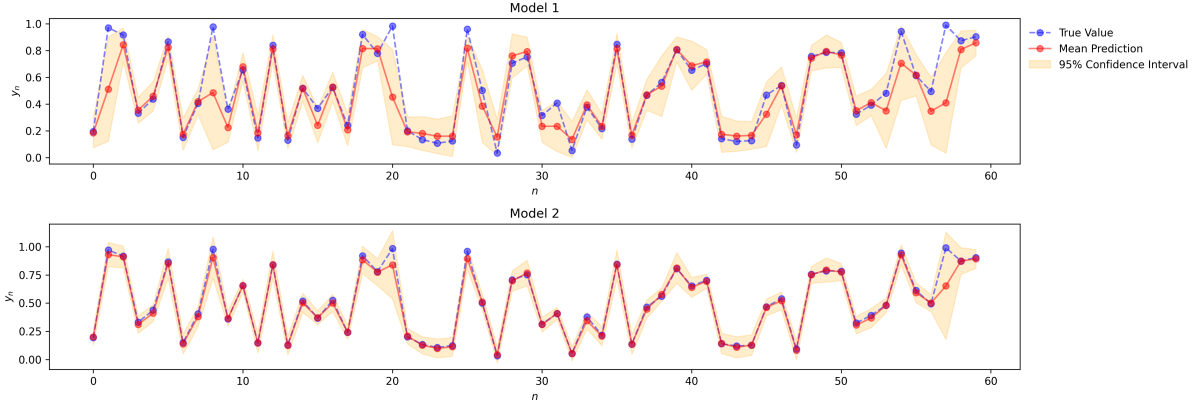 Model 1
1.0
0.8
0.6
0.4
0.2
0.0
yₙ
0 10 20 30 40 50 60
n
True Value
Mean Prediction
95% Confidence Interval
Model 2
1.00
0.75
0.50
0.25
0.00
yₙ
0 10 20 30 40 50 60
n